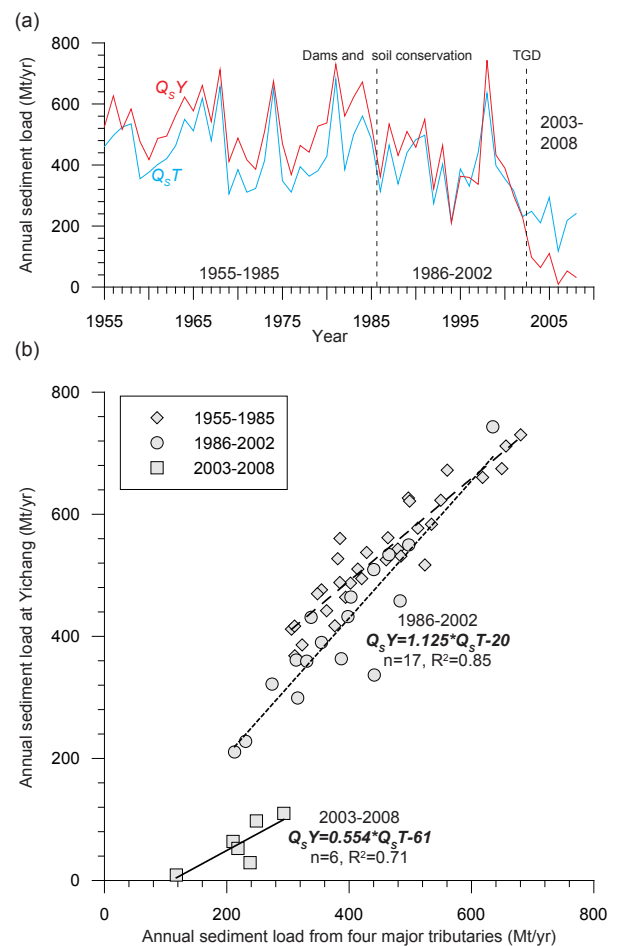 (a)
Annual sediment load (Mt/yr)
800
600
400
200
0
Dams and soil conservation
TGD
QsY
QsT
2003-
2008
1955-1985
1986-2002
1955
1965
1975
1985
1995
2005
Year
(b)
Annual sediment load at Yichang (Mt/yr)
800
600
400
200
0
1955-1985
1986-2002
2003-2008
1986-2002
QsY=1.125*QsT-20
n=17, R²=0.85
2003-2008
QsY=0.554*QsT-61
n=6, R²=0.71
0
200
400
600
800
Annual sediment load from four major tributaries (Mt/yr)